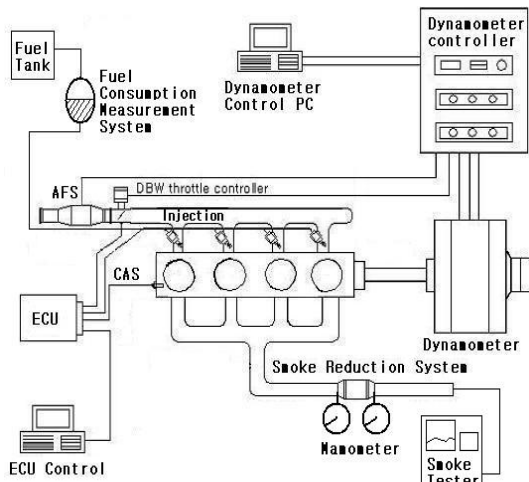 Fuel
Tank
Fuel
Consumption
Measurement
System
Dynamometer
Control PC
Dynamometer
controller
AFS
DBW throttle controller
Injection
CAS
ECU
Dynamometer
Smoke Reduction System
Manometer
ECU Control
Smoke
Tester